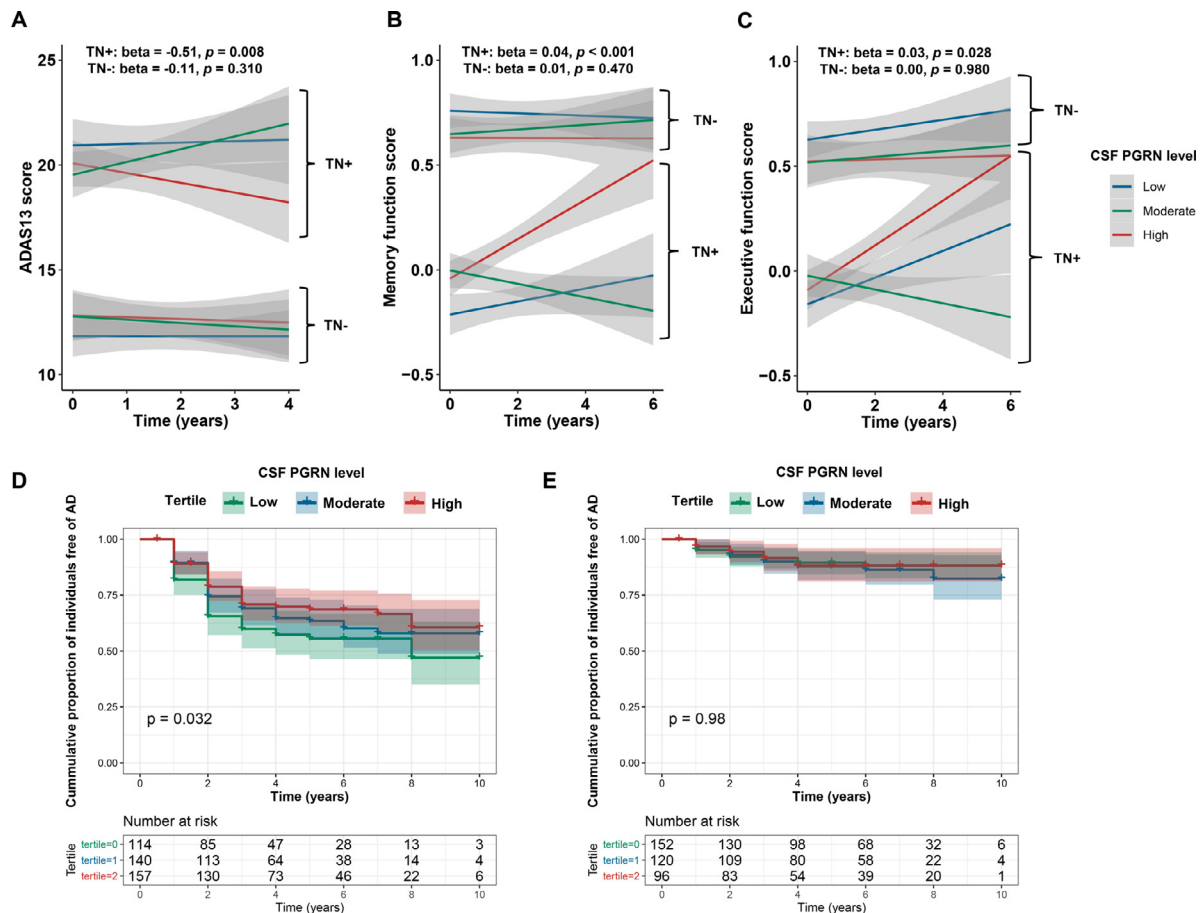 A
TN+: beta = -0.51, p = 0.008
TN-: beta = -0.11, p = 0.310
25
20
15
10
ADAS13 score
TN+
TN-
0
1
2
3
4
Time (years)
B
TN+: beta = 0.04, p < 0.001
TN-: beta = 0.01, p = 0.470
1.0
0.5
0.0
−0.5
Memory function score
TN-
TN+
0
2
4
6
Time (years)
C
TN+: beta = 0.03, p = 0.028
TN-: beta = 0.00, p = 0.980
1.0
0.5
0.0
−0.5
Executive function score
TN-
TN+
0
2
4
6
Time (years)
CSF PGRN level
Low
Moderate
High
D
CSF PGRN level
Tertile Low Moderate High
1.00
0.75
0.50
0.25
0.00
Cummulative proportion of individuals free of AD
p = 0.032
0 2 4 6 8 10
Time (years)
Number at risk
Tertile
tertile=0 114 85 47 28 13 3
tertile=1 140 113 64 38 14 4
tertile=2 157 130 73 46 22 6
0 2 4 6 8 10
Time (years)
E
CSF PGRN level
Tertile Low Moderate High
1.00
0.75
0.50
0.25
0.00
Cummulative proportion of individuals free of AD
p = 0.98
0 2 4 6 8 10
Time (years)
Number at risk
Tertile
tertile=0 152 130 98 68 32 6
tertile=1 120 109 80 58 22 4
tertile=2 96 83 54 39 20 1
0 2 4 6 8 10
Time (years)